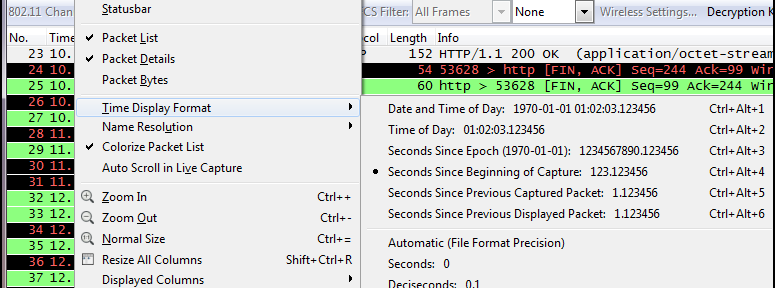 802.11 Chan Statusbar CS Filter: All Frames None Wireless Settings... Decryption K
No. Time Packet List col Length Info
23 10. Packet Details P 152 HTTP/1.1 200 OK (application/octet-stream
24 10. 54 53628 > http [FIN, ACK] Seq=244 Ack=99 Win
25 10. Packet Bytes 60 http > 53628 [FIN, ACK] Seq=99 Ack=244 Win
26 10. Time Display Format
27 10. Name Resolution
28 11. Colorize Packet List
29 11.
30 11. Auto Scroll in Live Capture
31 11.
32 12. Zoom In Ctrl++
33 12. Zoom Out Ctrl+-
34 12. Normal Size Ctrl+=
35 12.
36 12. Resize All Columns Shift+Ctrl+R
37 12. Displayed Columns
Date and Time of Day: 1970-01-01 01:02:03.123456 Ctrl+Alt+1
Time of Day: 01:02:03.123456 Ctrl+Alt+2
Seconds Since Epoch (1970-01-01): 1234567890.123456 Ctrl+Alt+3
Seconds Since Beginning of Capture: 123.123456 Ctrl+Alt+4
Seconds Since Previous Captured Packet: 1.123456 Ctrl+Alt+5
Seconds Since Previous Displayed Packet: 1.123456 Ctrl+Alt+6
Automatic (File Format Precision)
Seconds: 0
Deciseconds: 0.1